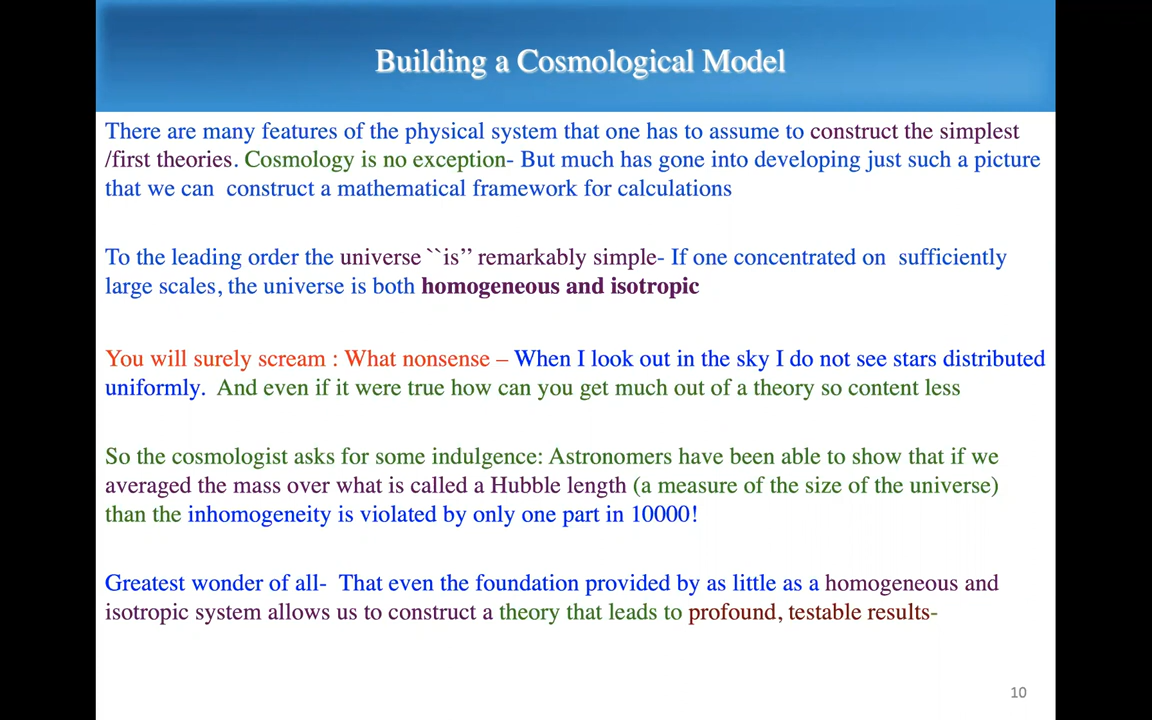 Building a Cosmological Model
There are many features of the physical system that one has to assume to construct the simplest
/first theories. Cosmology is no exception- But much has gone into developing just such a picture
that we can  construct a mathematical framework for calculations
To the leading order the universe ``is’’ remarkably simple- If one concentrated on  sufficiently
large scales, the universe is both homogeneous and isotropic
You will surely scream : What nonsense – When I look out in the sky I do not see stars distributed
uniformly.  And even if it were true how can you get much out of a theory so content less
So the cosmologist asks for some indulgence: Astronomers have been able to show that if we
averaged the mass over what is called a Hubble length (a measure of the size of the universe)
than the inhomogeneity is violated by only one part in 10000!
Greatest wonder of all-  That even the foundation provided by as little as a homogeneous and
isotropic system allows us to construct a theory that leads to profound, testable results-
10